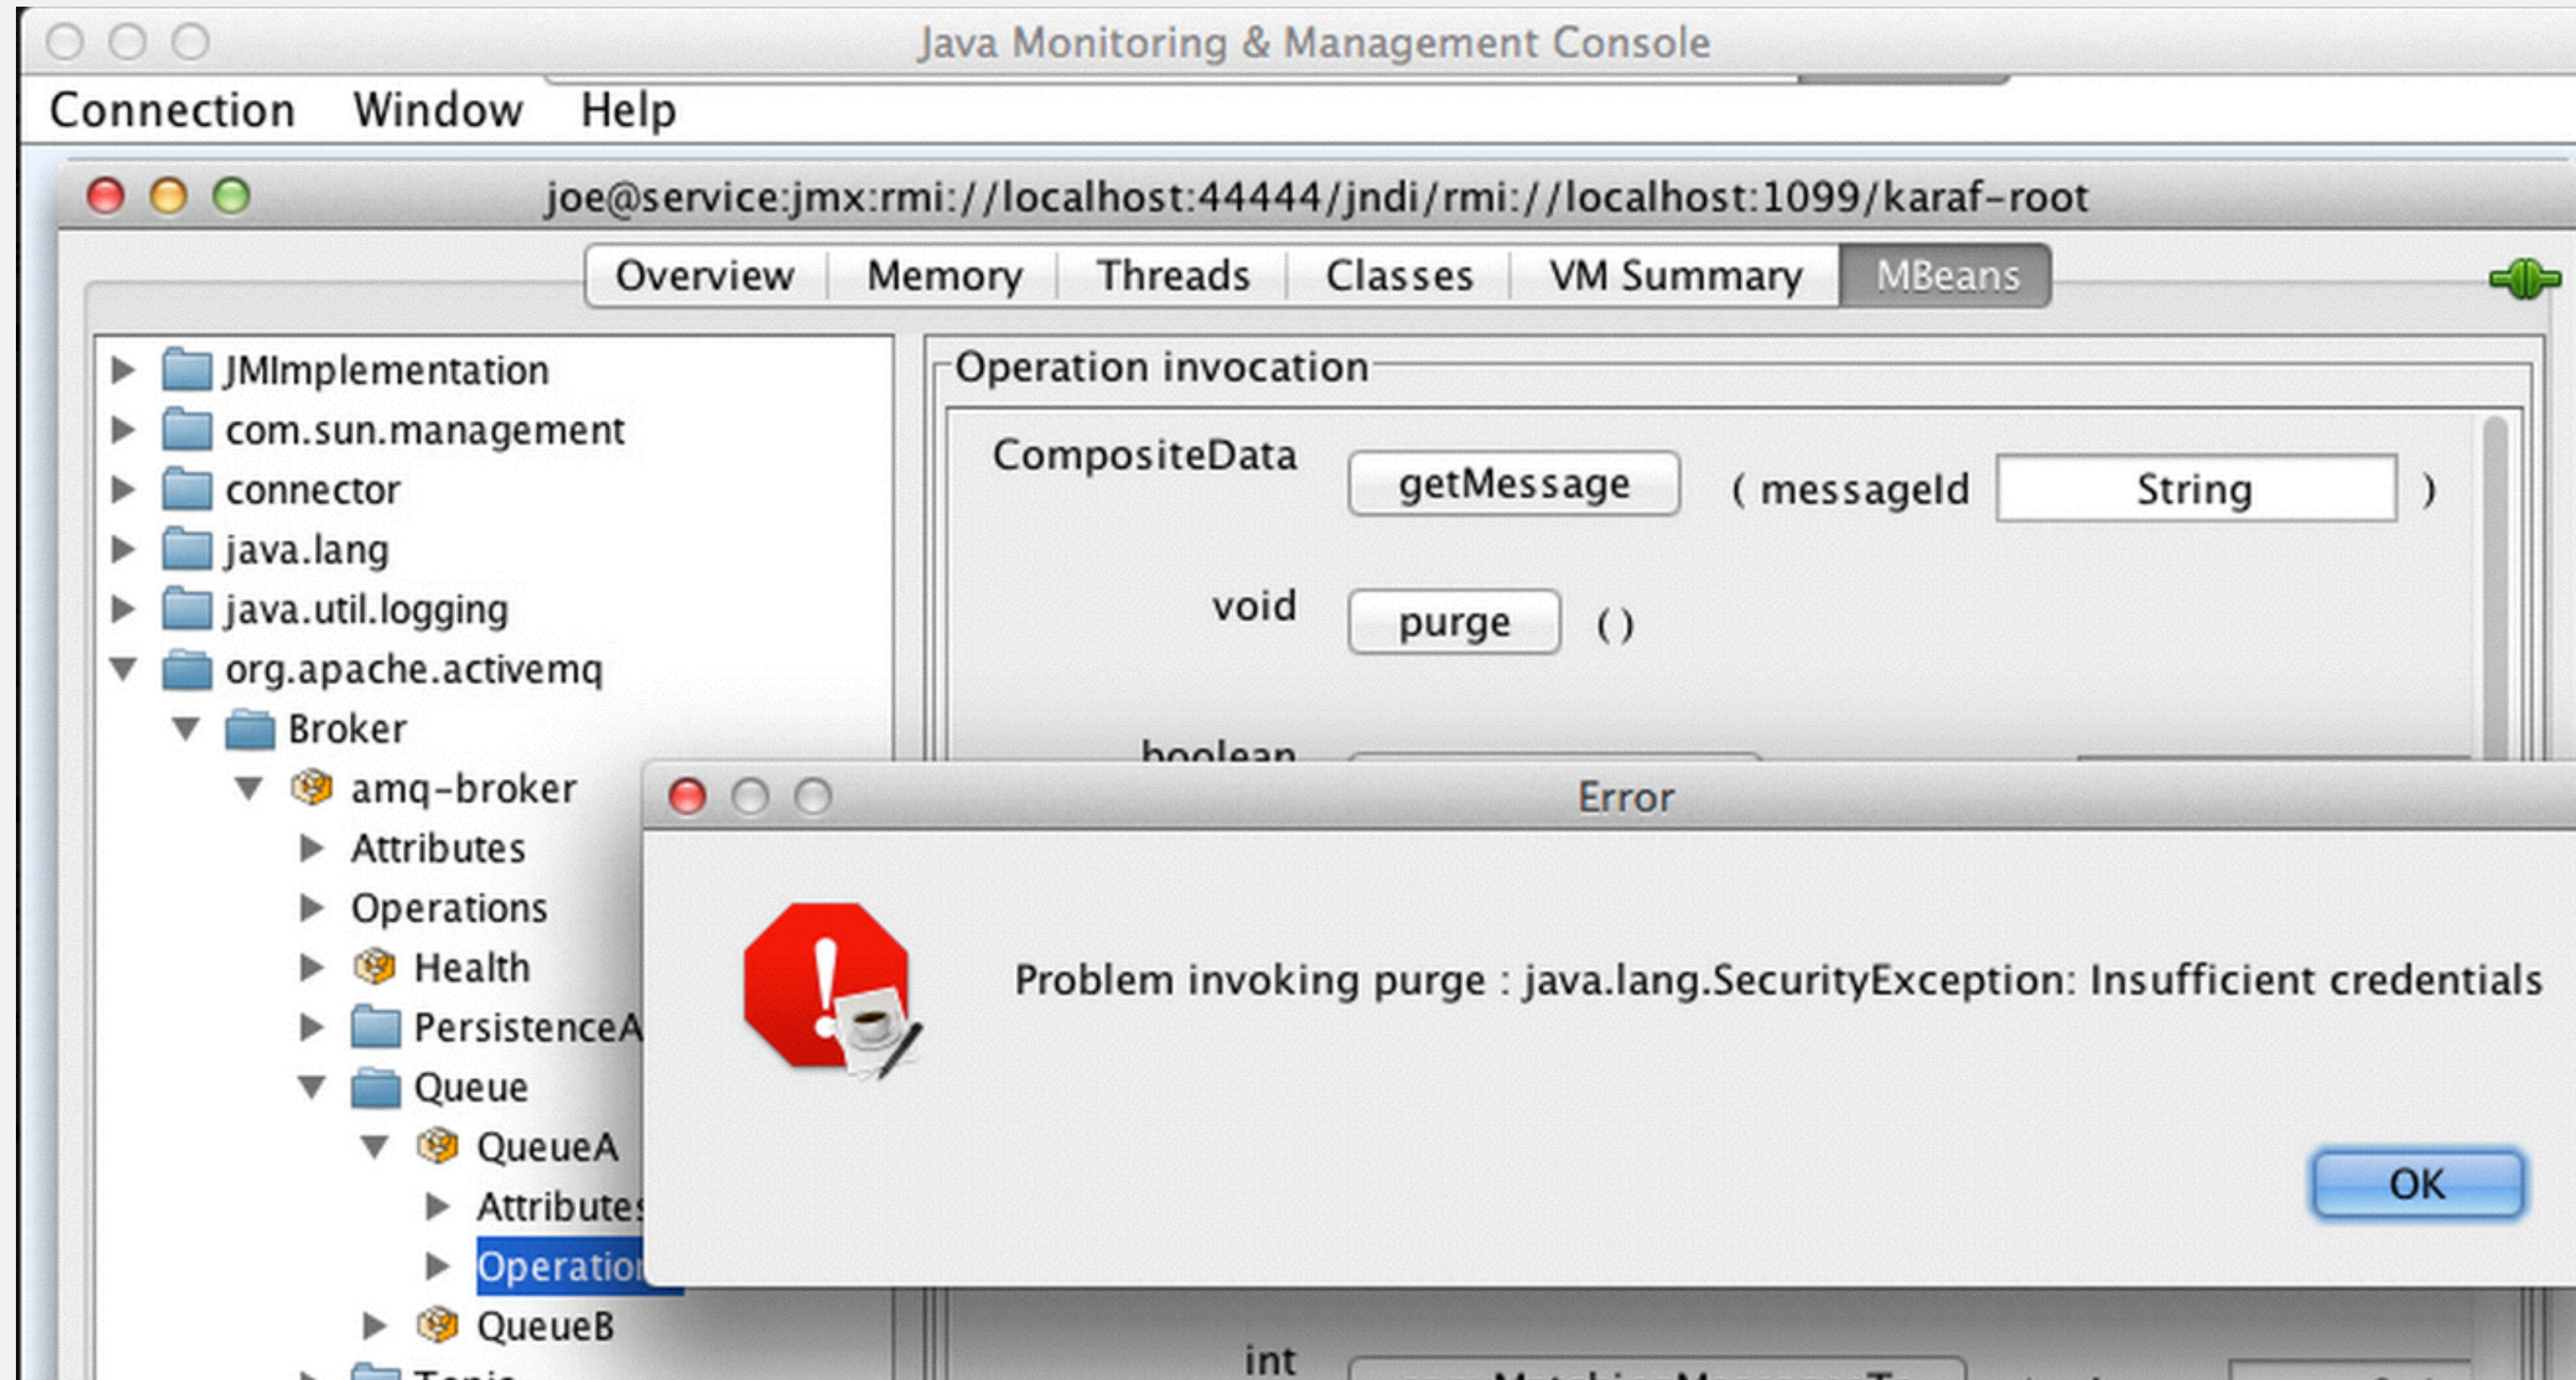 Java Monitoring & Management Console
Connection Window Help
joe@service:jmx:rmi://localhost:44444/jndi/rmi://localhost:1099/karaf-root
Overview Memory Threads Classes VM Summary MBeans
JMImplementation
com.sun.management
connector
java.lang
java.util.logging
org.apache.activemq
Broker
amq-broker
Attributes
Operations
Health
PersistenceA
Queue
QueueA
Attributes
Operation
QueueB
Topic
Operation invocation
CompositeData getMessage ( messageId String )
void purge ()
boolean
Error
Problem invoking purge : java.lang.SecurityException: Insufficient credentials
OK
int